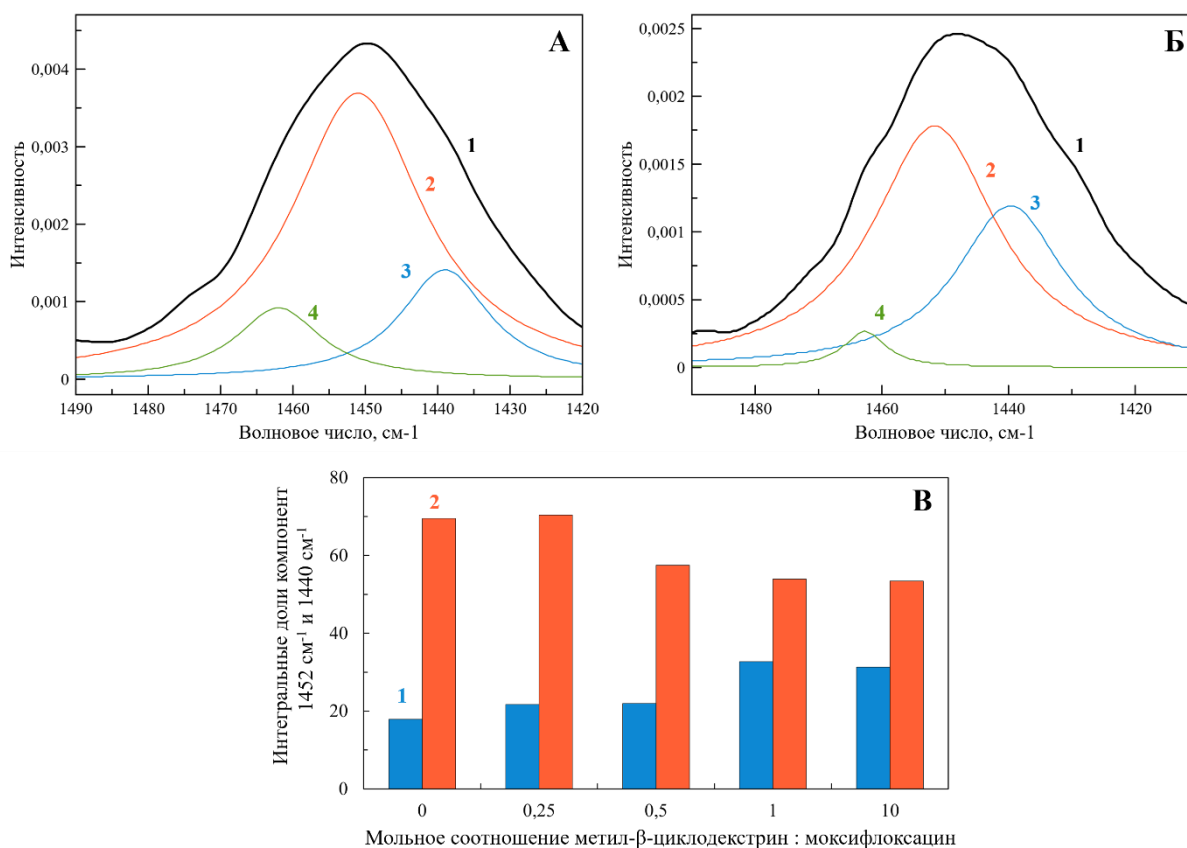 А
Интенсивность
0,004
0,003
0,002
0,001
0
1
2
3
4
1490 1480 1470 1460 1450 1440 1430 1420
Волновое число, см-1
Б
Интенсивность
0,0025
0,002
0,0015
0,001
0,0005
0
1
2
3
4
1480 1460 1440 1420
Волновое число, см-1
В
Интегральные доли компонент
1452 см⁻¹ и 1440 см⁻¹
80
60
40
20
0
2
1
0 0,25 0,5 1 10
Мольное соотношение метил-β-циклодекстрин : моксифлоксацин